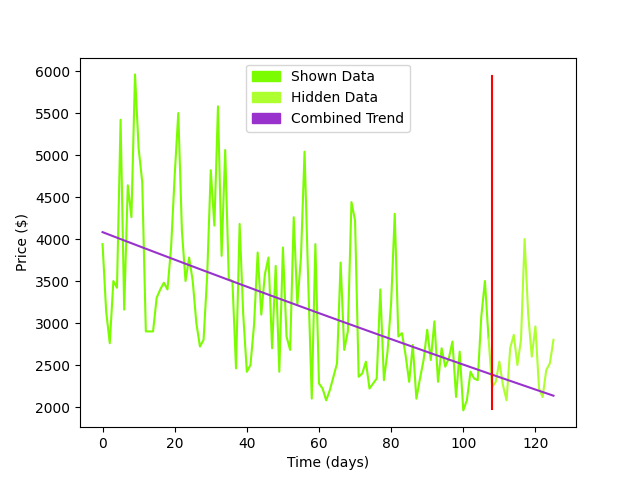 Shown Data
Hidden Data
Combined Trend
Price ($)
6000
5500
5000
4500
4000
3500
3000
2500
2000
0 20 40 60 80 100 120
Time (days)